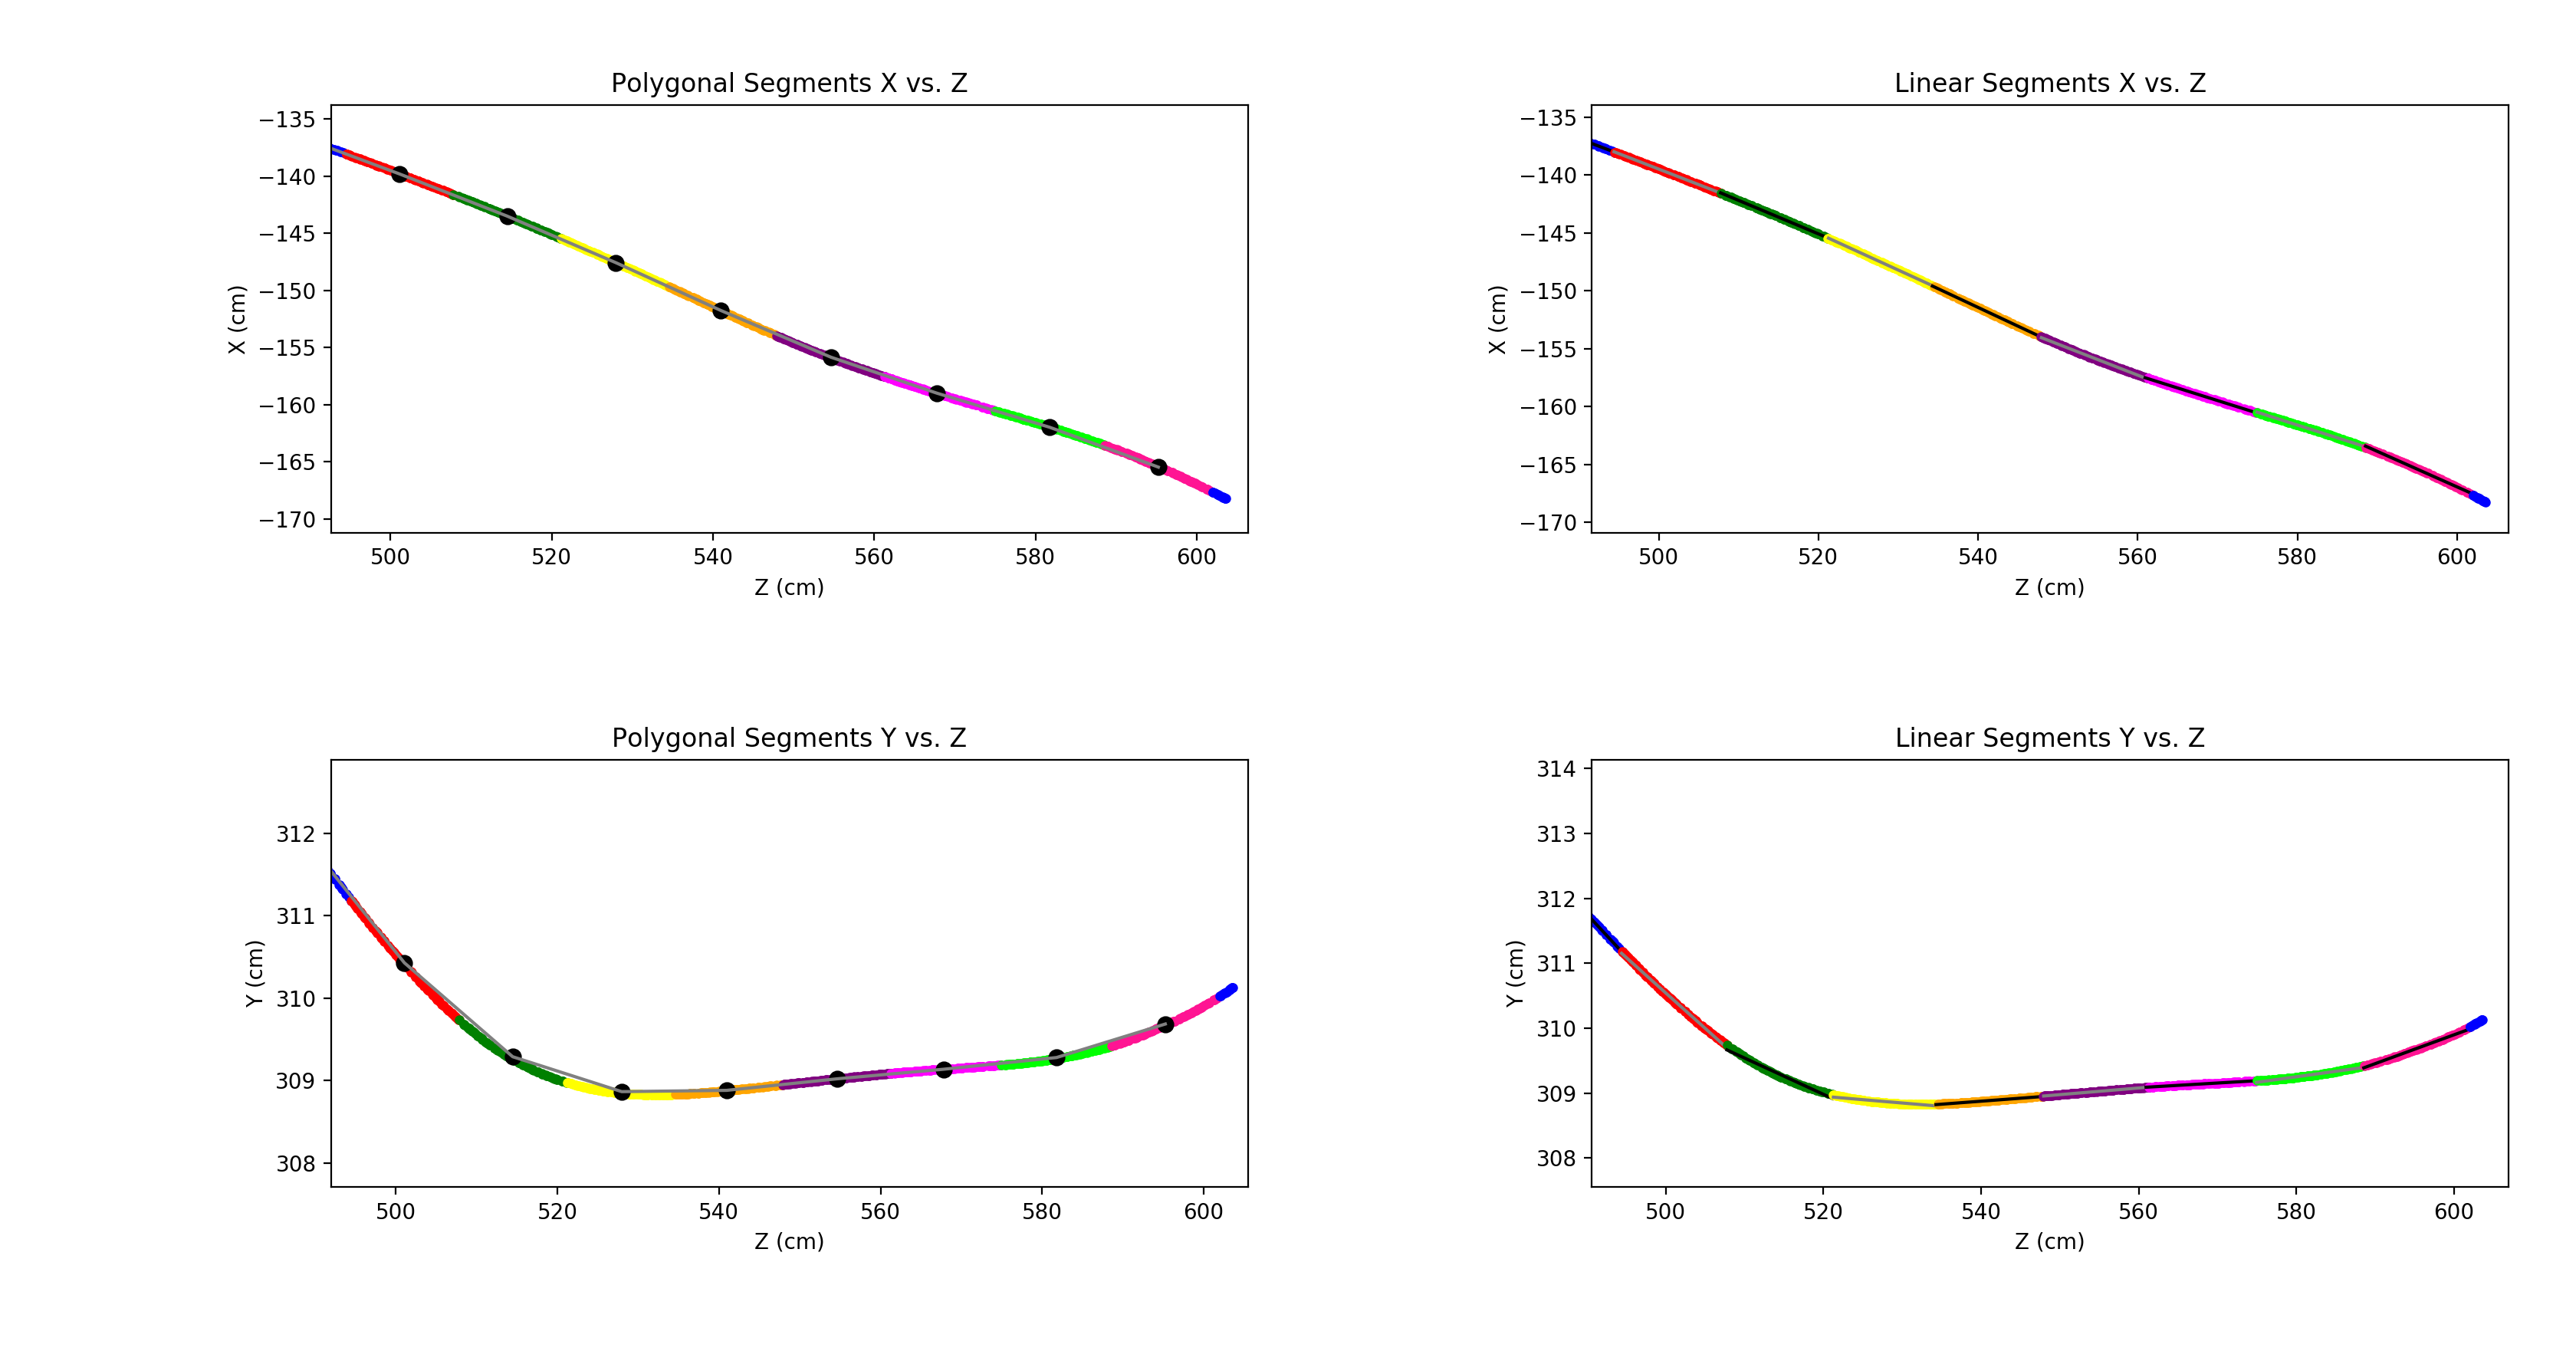 Polygonal Segments X vs. Z
−135
−140
−145
−150
−155
−160
−165
−170
X (cm)
500 520 540 560 580 600
Z (cm)
Linear Segments X vs. Z
−135
−140
−145
−150
−155
−160
−165
−170
X (cm)
500 520 540 560 580 600
Z (cm)
Polygonal Segments Y vs. Z
312
311
310
309
308
Y (cm)
500 520 540 560 580 600
Z (cm)
Linear Segments Y vs. Z
314
313
312
311
310
309
308
Y (cm)
500 520 540 560 580 600
Z (cm)